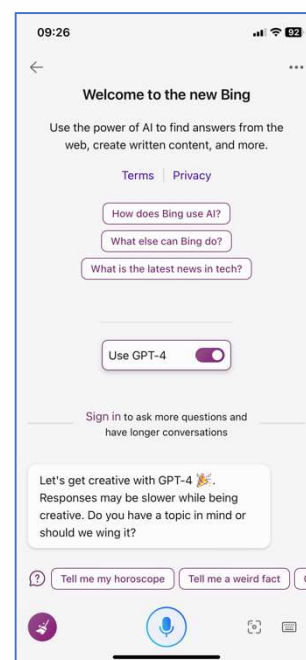 09:26
92
Welcome to the new Bing
Use the power of AI to find answers from the
web, create written content, and more.
Terms | Privacy
How does Bing use AI?
What else can Bing do?
What is the latest news in tech?
Use GPT-4
Sign in to ask more questions and
have longer conversations
Let's get creative with GPT-4 🎉.
Responses may be slower while being
creative. Do you have a topic in mind or
should we wing it?
Tell me my horoscope Tell me a weird fact